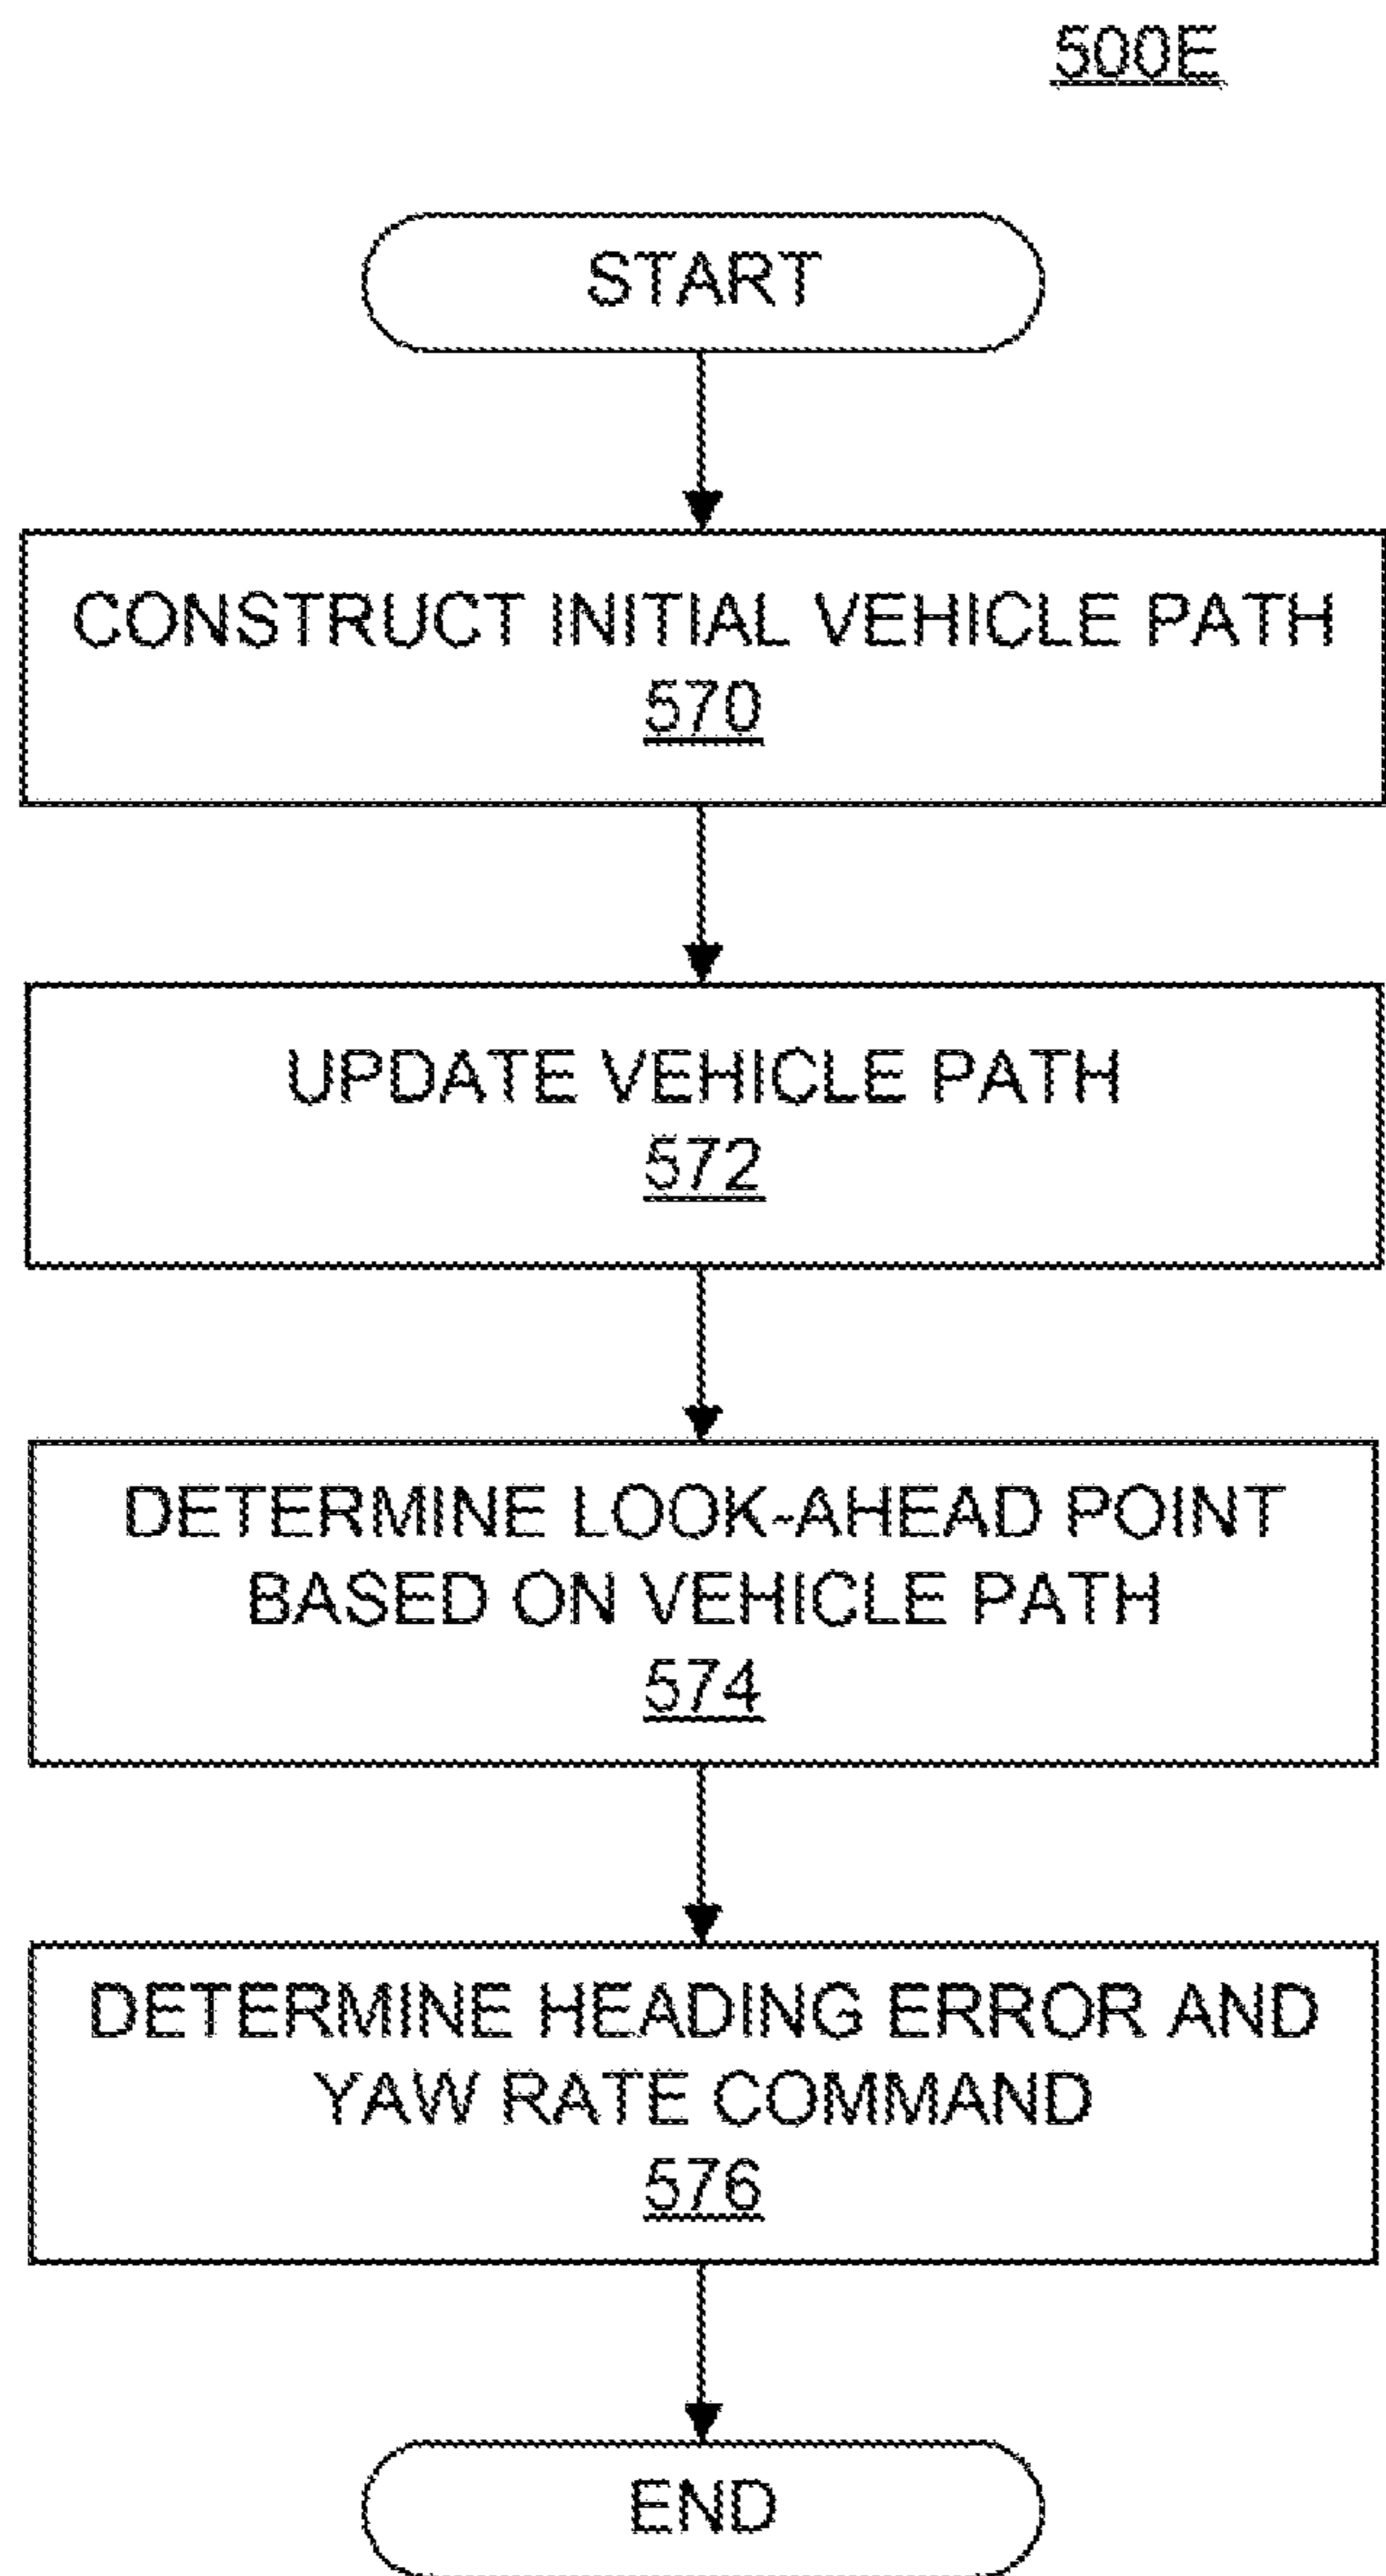 500E
START
CONSTRUCT INITIAL VEHICLE PATH
570
UPDATE VEHICLE PATH
572
DETERMINE LOOK-AHEAD POINT
BASED ON VEHICLE PATH
574
DETERMINE HEADING ERROR AND
YAW RATE COMMAND
576
END